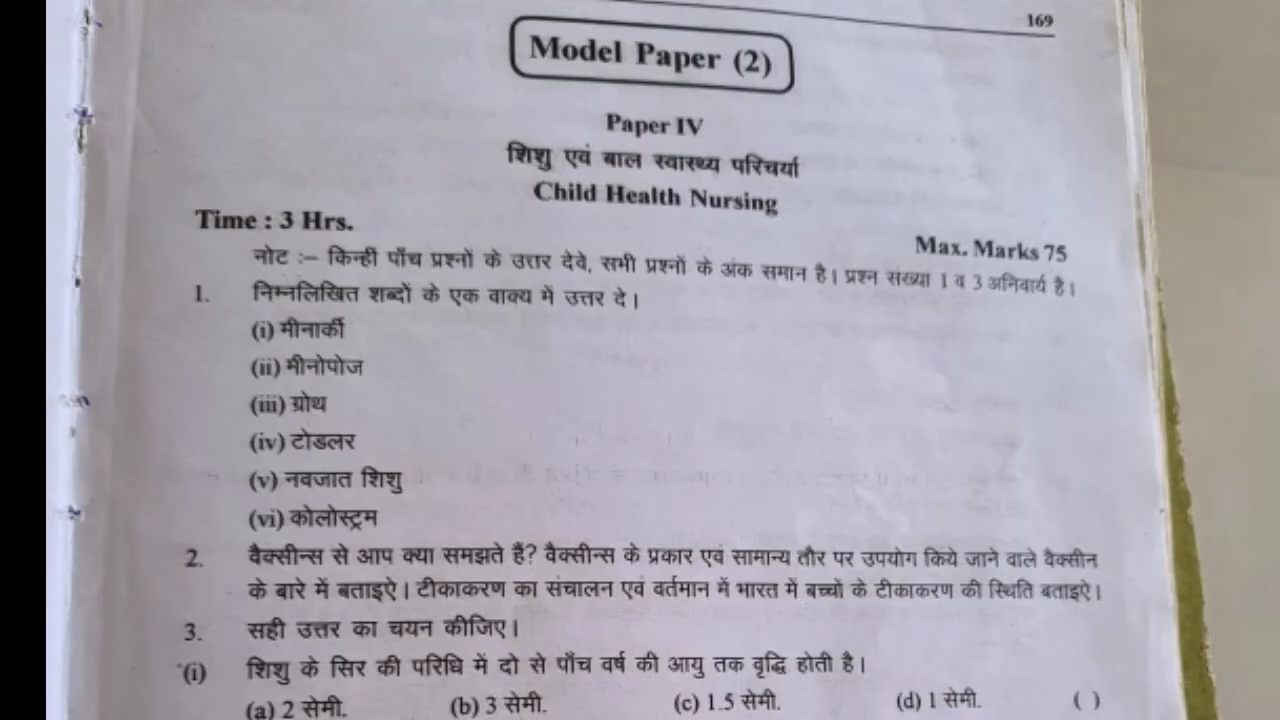 169
Model Paper (2)
Paper IV
शिशु एवं बाल स्वास्थ्य परिचर्या
Child Health Nursing
Time : 3 Hrs.
Max. Marks 75
नोट :– किन्हीं पाँच प्रश्नों के उत्तर देवे, सभी प्रश्नों के अंक समान है। प्रश्न संख्या 1 व 3 अनिवार्य है।
1. निम्नलिखित शब्दों के एक वाक्य में उत्तर दे।
(i) मीनार्की
(ii) मीनोपोज
(iii) ग्रोथ
(iv) टोडलर
(v) नवजात शिशु
(vi) कोलोस्ट्रम
2. वैक्सीन्स से आप क्या समझते हैं? वैक्सीन्स के प्रकार एवं सामान्य तौर पर उपयोग किये जाने वाले वैक्सीन
के बारे में बताइऐ। टीकाकरण का संचालन एवं वर्तमान में भारत में बच्चों के टीकाकरण की स्थिति बताइऐ।
3. सही उत्तर का चयन कीजिए।
(i) शिशु के सिर की परिधि में दो से पाँच वर्ष की आयु तक वृद्धि होती है।
(a) 2 सेमी. (b) 3 सेमी. (c) 1.5 सेमी. (d) 1 सेमी. ( )